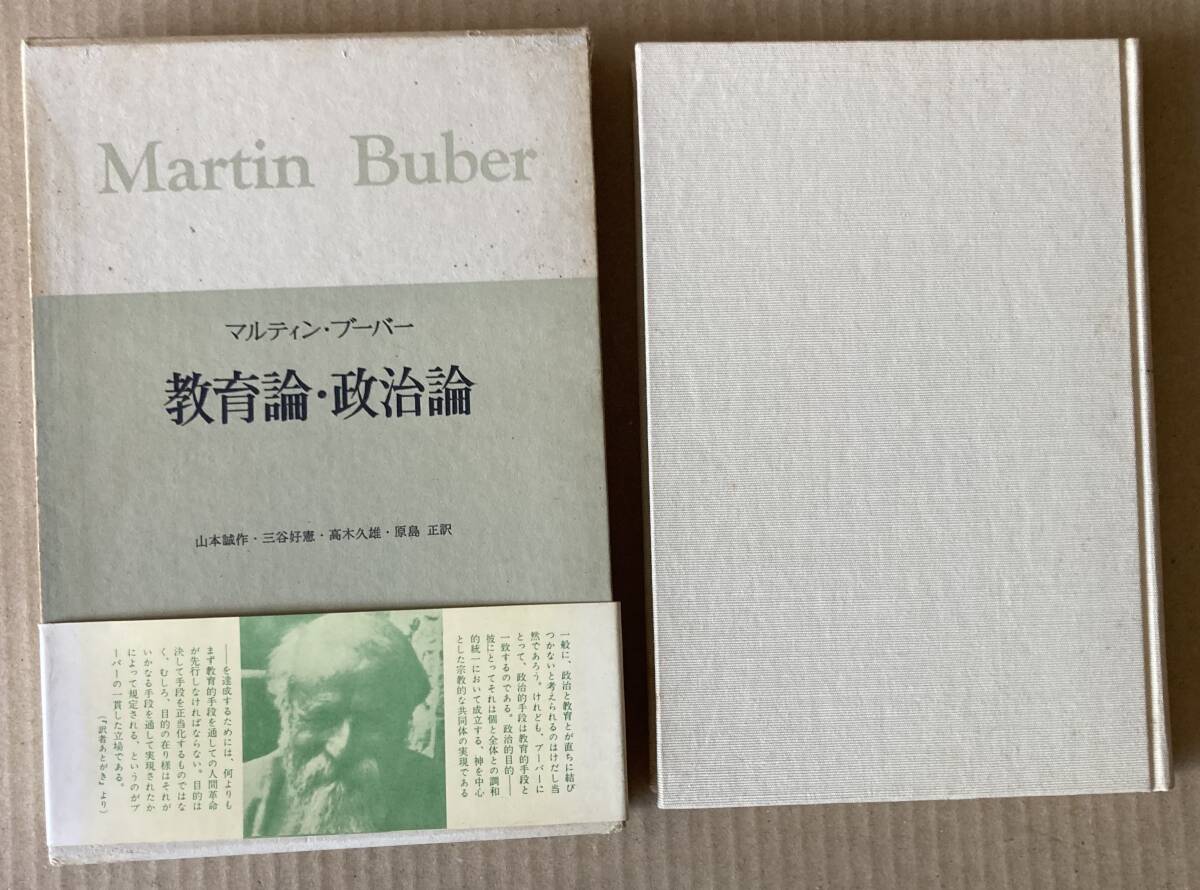 Martin Buber
マルティン・ブーバー
教育論・政治論
山本誠作・三谷好憲・高木久雄・原島 正訳
一般に、政治と教育とが直ちに結び
つかないと考えられるのはけだし当
然であろう。けれども、ブーバーに
とって、政治的手段は教育的手段と
一致するのである。政治的目的——
彼にとってそれは個と全体との調和
的統一において成立する、神を中心
とした宗教的な共同体の実現である
——を達成するためには、何よりも
まず教育的手段を通しての人間革命
が先行しなければならない。目的は
決して手段を正当化するものではな
く、むしろ、目的の在り様はそれが
いかなる手段を通して実現されたか
によって規定される、というのがブ
ーバーの一貫した立場である。
（『訳者あとがき』より）